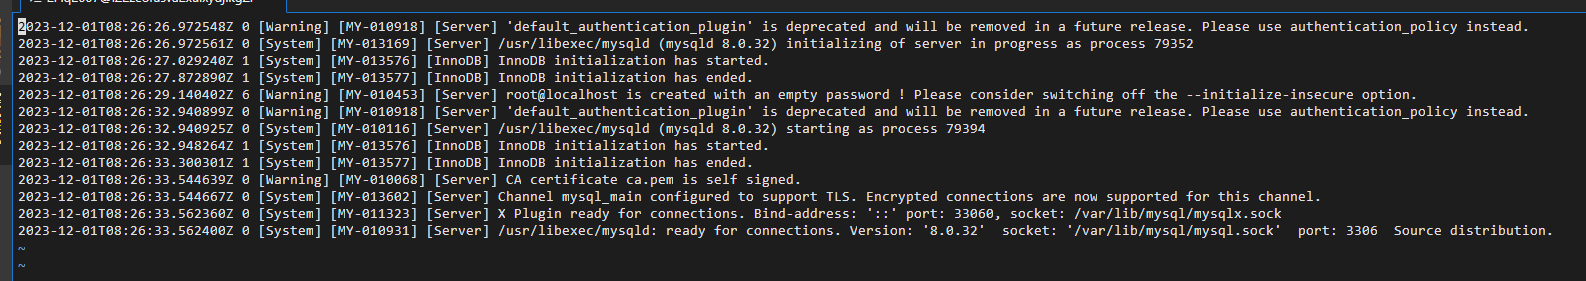 2023-12-01T08:26:26.972548Z 0 [Warning] [MY-010918] [Server] 'default_authentication_plugin' is deprecated and will be removed in a future release. Please use authentication_policy instead.
2023-12-01T08:26:26.972561Z 0 [System] [MY-013169] [Server] /usr/libexec/mysqld (mysqld 8.0.32) initializing of server in progress as process 79352
2023-12-01T08:26:27.029240Z 1 [System] [MY-013576] [InnoDB] InnoDB initialization has started.
2023-12-01T08:26:27.872890Z 1 [System] [MY-013577] [InnoDB] InnoDB initialization has ended.
2023-12-01T08:26:29.140402Z 6 [Warning] [MY-010453] [Server] root@localhost is created with an empty password ! Please consider switching off the --initialize-insecure option.
2023-12-01T08:26:32.940899Z 0 [Warning] [MY-010918] [Server] 'default_authentication_plugin' is deprecated and will be removed in a future release. Please use authentication_policy instead.
2023-12-01T08:26:32.940925Z 0 [System] [MY-010116] [Server] /usr/libexec/mysqld (mysqld 8.0.32) starting as process 79394
2023-12-01T08:26:32.948264Z 1 [System] [MY-013576] [InnoDB] InnoDB initialization has started.
2023-12-01T08:26:33.300301Z 1 [System] [MY-013577] [InnoDB] InnoDB initialization has ended.
2023-12-01T08:26:33.544639Z 0 [Warning] [MY-010068] [Server] CA certificate ca.pem is self signed.
2023-12-01T08:26:33.544667Z 0 [System] [MY-013602] [Server] Channel mysql_main configured to support TLS. Encrypted connections are now supported for this channel.
2023-12-01T08:26:33.562360Z 0 [System] [MY-011323] [Server] X Plugin ready for connections. Bind-address: '::' port: 33060, socket: /var/lib/mysql/mysqlx.sock
2023-12-01T08:26:33.562400Z 0 [System] [MY-010931] [Server] /usr/libexec/mysqld: ready for connections. Version: '8.0.32'  socket: '/var/lib/mysql/mysql.sock'  port: 3306  Source distribution.
~
~